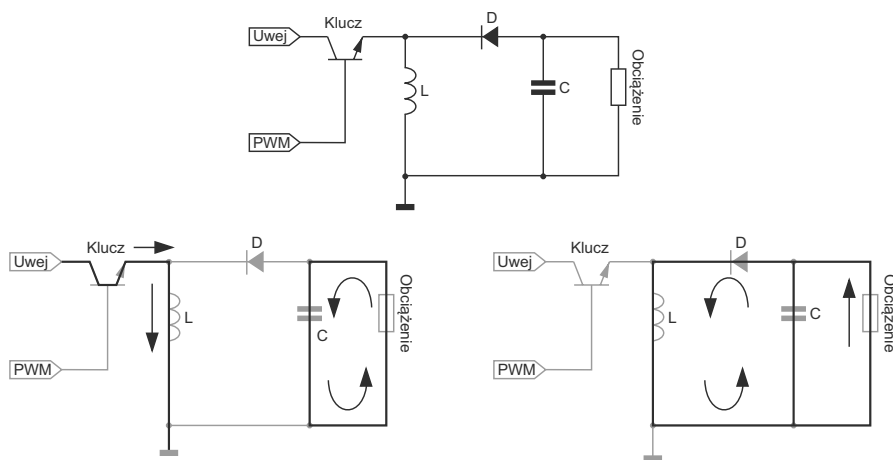 Klucz
D
Uwej
L
C
Obciążenie
PWM
Klucz
D
Uwej
L
C
Obciążenie
PWM
Klucz
D
Uwej
L
C
Obciążenie
PWM